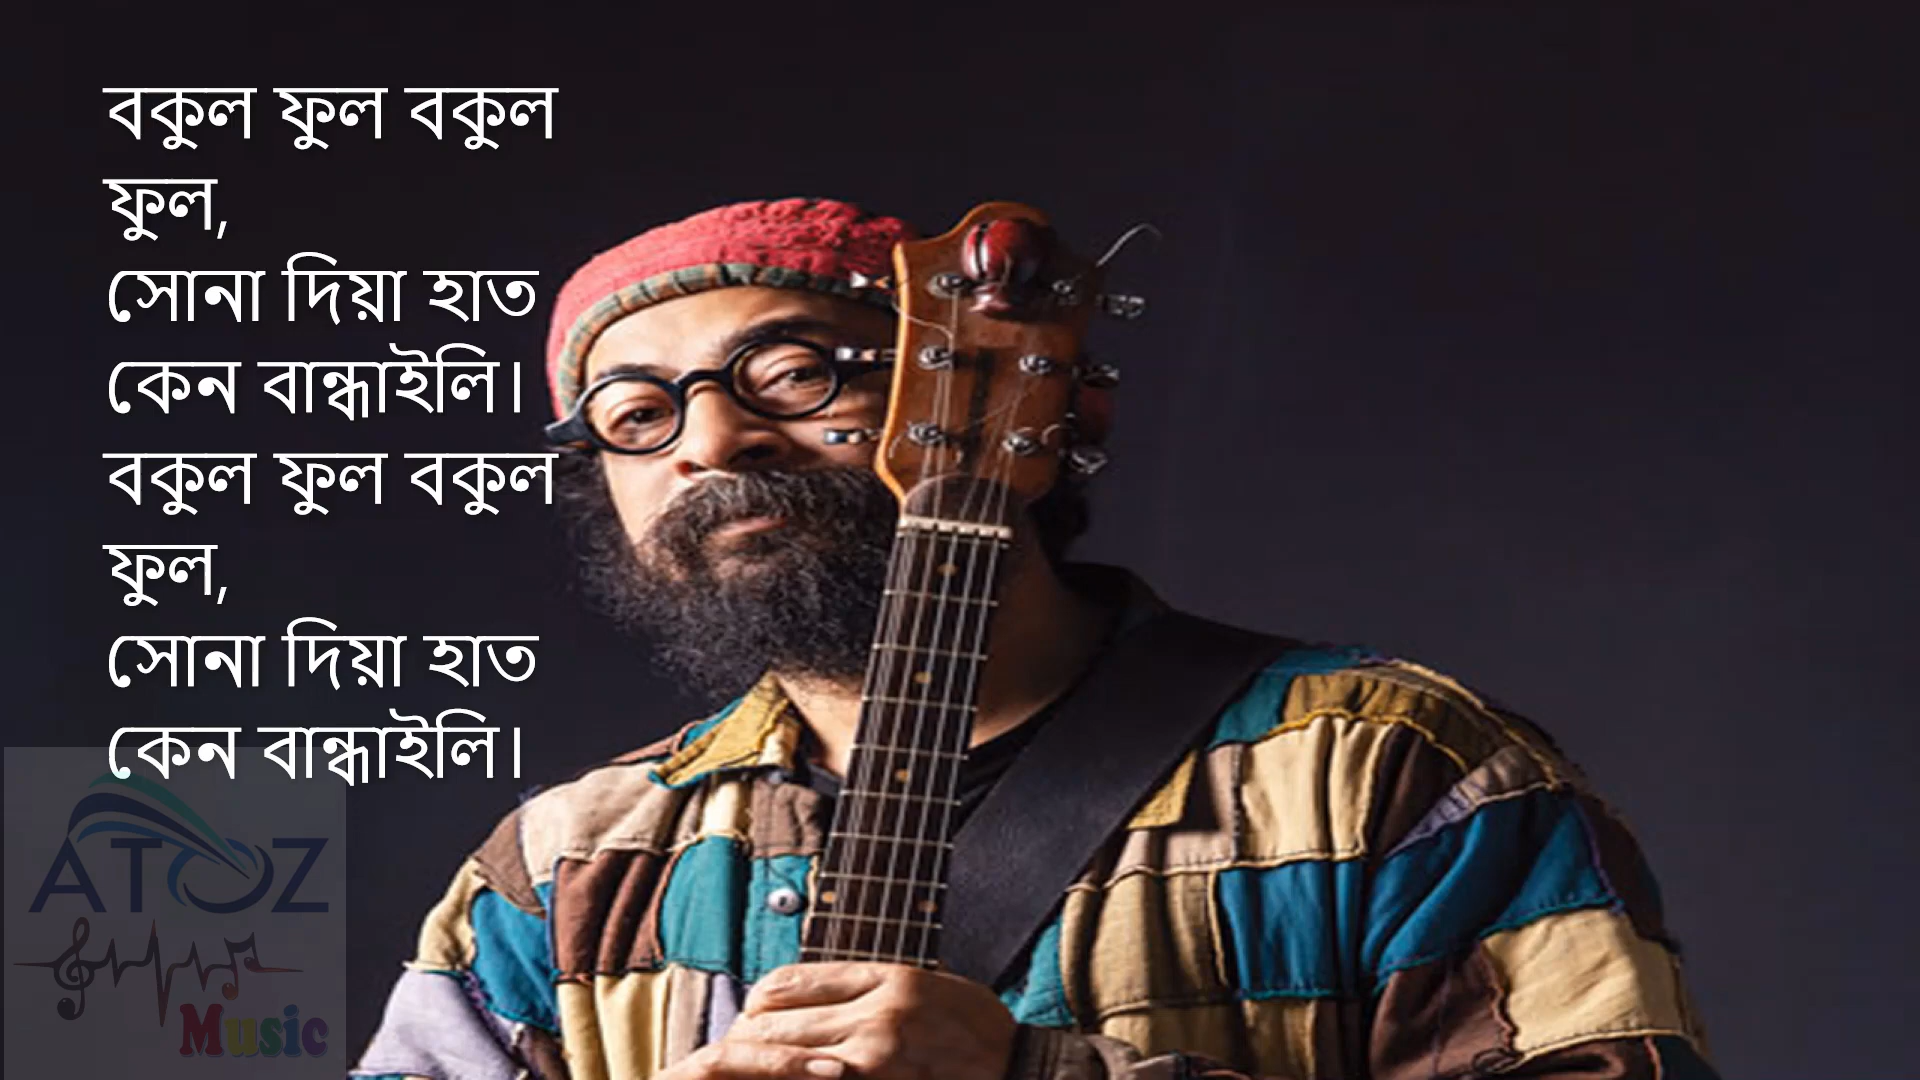 বকুল ফুল বকুল
ফুল,
সোনা দিয়া হাত
কেন বান্ধাইলি।
বকুল ফুল বকুল
ফুল,
সোনা দিয়া হাত
কেন বান্ধাইলি।
ATOZ
Music